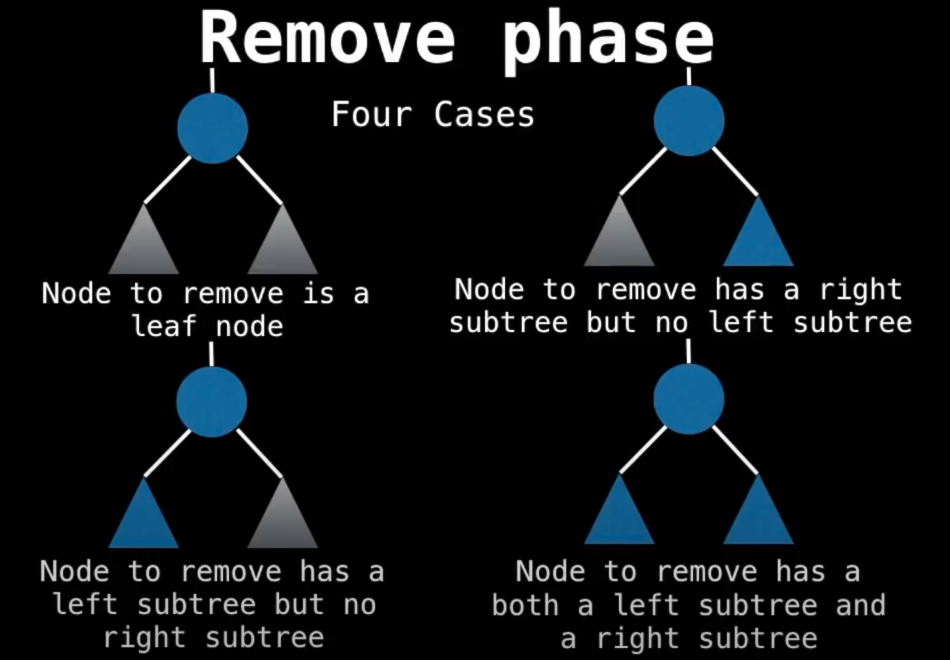 Remove phase
Four Cases
Node to remove is a
leaf node
Node to remove has a right
subtree but no left subtree
Node to remove has a
left subtree but no
right subtree
Node to remove has a
both a left subtree and
a right subtree